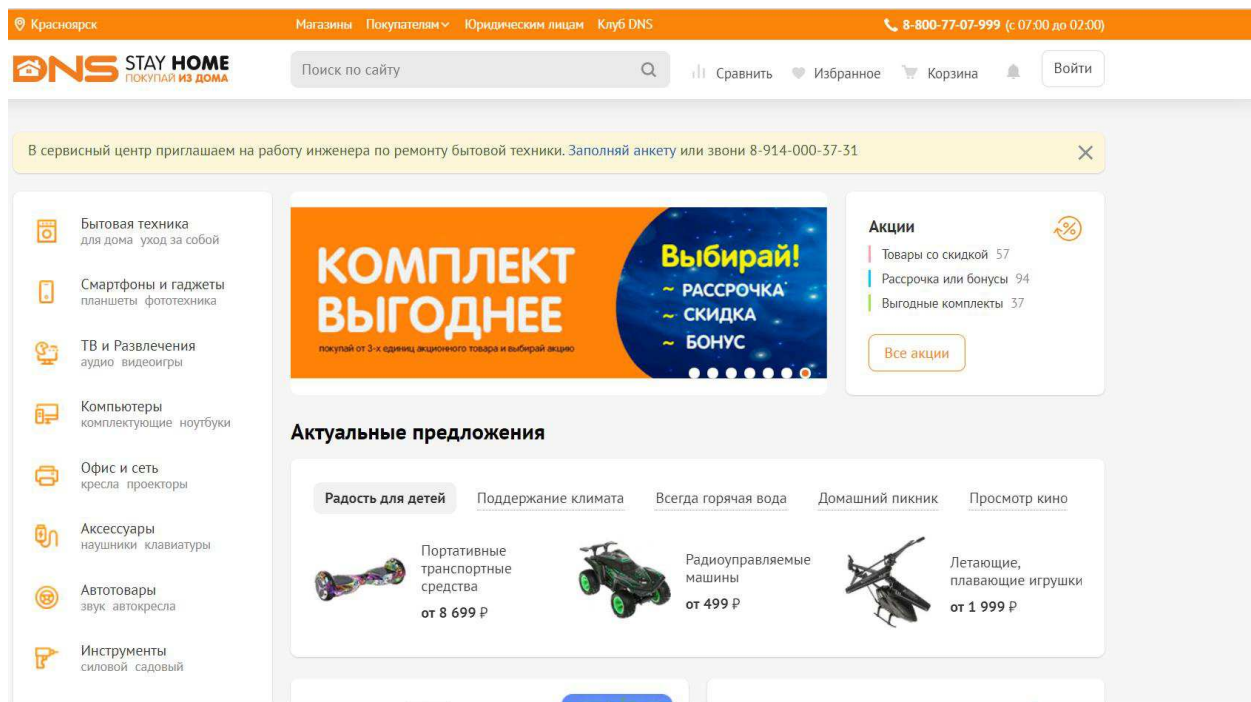 Красноярск
Магазины Покупателям Юридическим лицам Клуб DNS
8-800-77-07-999 (с 07:00 до 02:00)
DNS STAY HOME
ПОКУПАЙ ИЗ ДОМА
Поиск по сайту
Сравнить Избранное Корзина Войти
В сервисный центр приглашаем на работу инженера по ремонту бытовой техники. Заполняй анкету или звони 8-914-000-37-31
Бытовая техника
для дома уход за собой
Смартфоны и гаджеты
планшеты фототехника
ТВ и Развлечения
аудио видеоигры
Компьютеры
комплектующие ноутбуки
Офис и сеть
кресла проекторы
Аксессуары
наушники клавиатуры
Автотовары
звук автокресла
Инструменты
силовой садовый
КОМПЛЕКТ
ВЫГОДНЕЕ
покупай от 3-х единиц акционного товара и выбирай акцию
Выбирай!
~ РАССРОЧКА
~ СКИДКА
~ БОНУС
Акции
Товары со скидкой 57
Рассрочка или бонусы 94
Выгодные комплекты 37
Все акции
Актуальные предложения
Радость для детей Поддержание климата Всегда горячая вода Домашний пикник Просмотр кино
Портативные
транспортные
средства
от 8 699 ₽
Радиоуправляемые
машины
от 499 ₽
Летающие,
плавающие игрушки
от 1 999 ₽